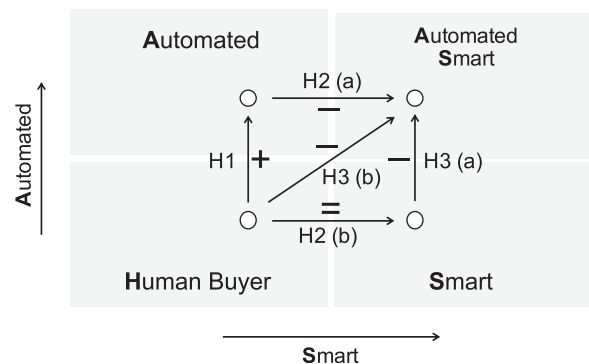 Automated
Automated
Smart
H2 (a)
−
−
H1
+
−
H3 (a)
H3 (b)
=
H2 (b)
Automated
Human Buyer
Smart
Smart